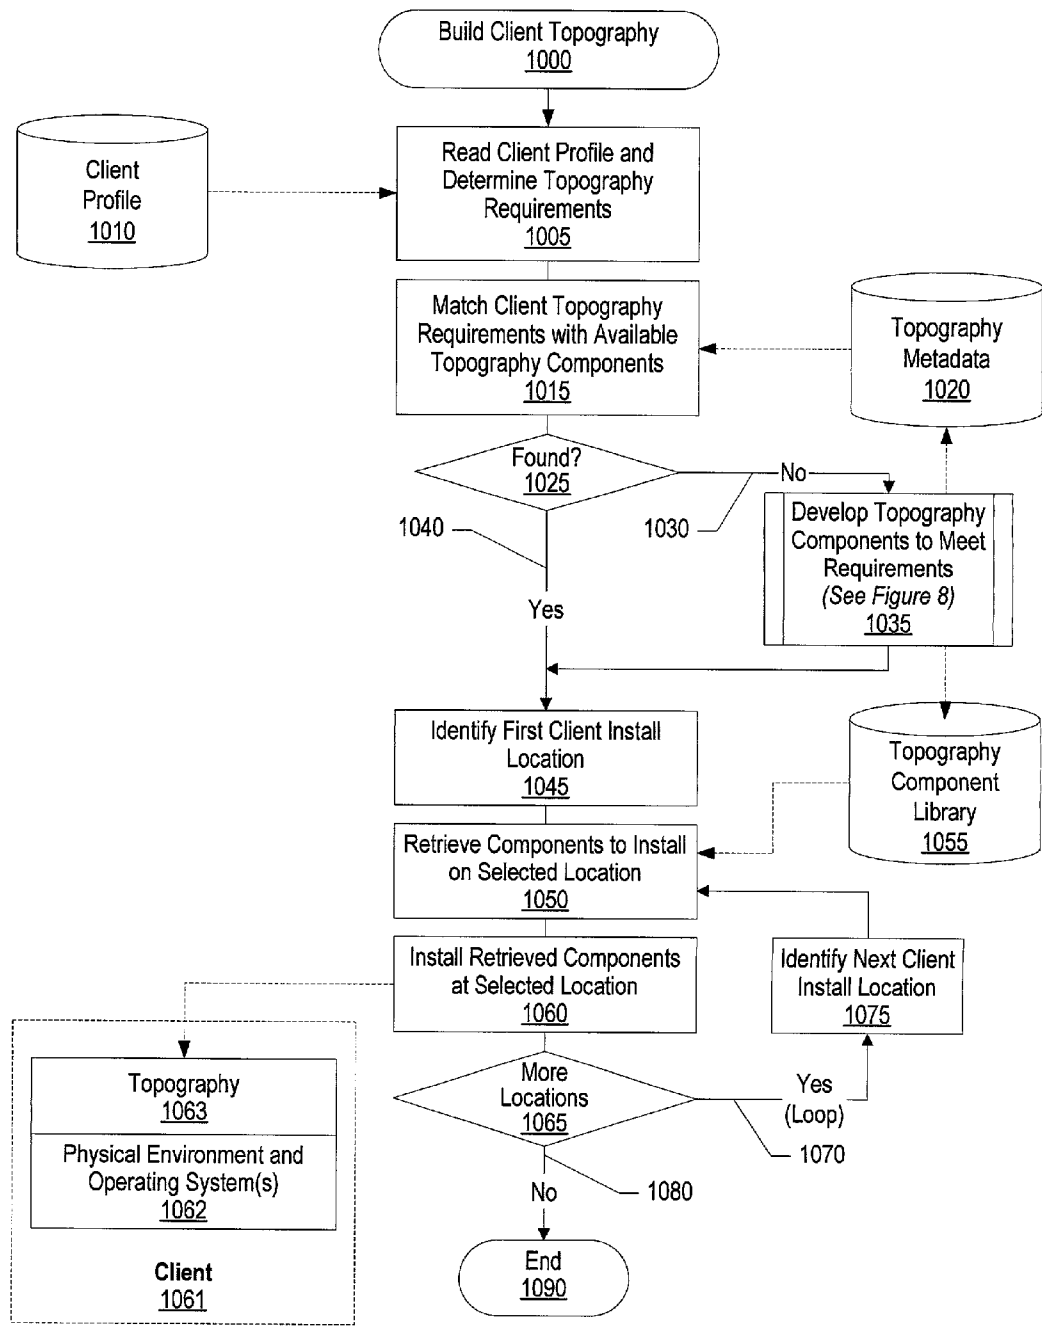 Build Client Topography
1000
Client
Profile
1010
Read Client Profile and
Determine Topography
Requirements
1005
Match Client Topography
Requirements with Available
Topography Components
1015
Topography
Metadata
1020
Found?
1025
No
1040
1030
Develop Topography
Components to Meet
Requirements
(See Figure 8)
1035
Yes
Identify First Client Install
Location
1045
Topography
Component
Library
1055
Retrieve Components to Install
on Selected Location
1050
Install Retrieved Components
at Selected Location
1060
Identify Next Client
Install Location
1075
Topography
1063
Physical Environment and
Operating System(s)
1062
Client
1061
More
Locations
1065
Yes
(Loop)
1070
1080
No
End
1090